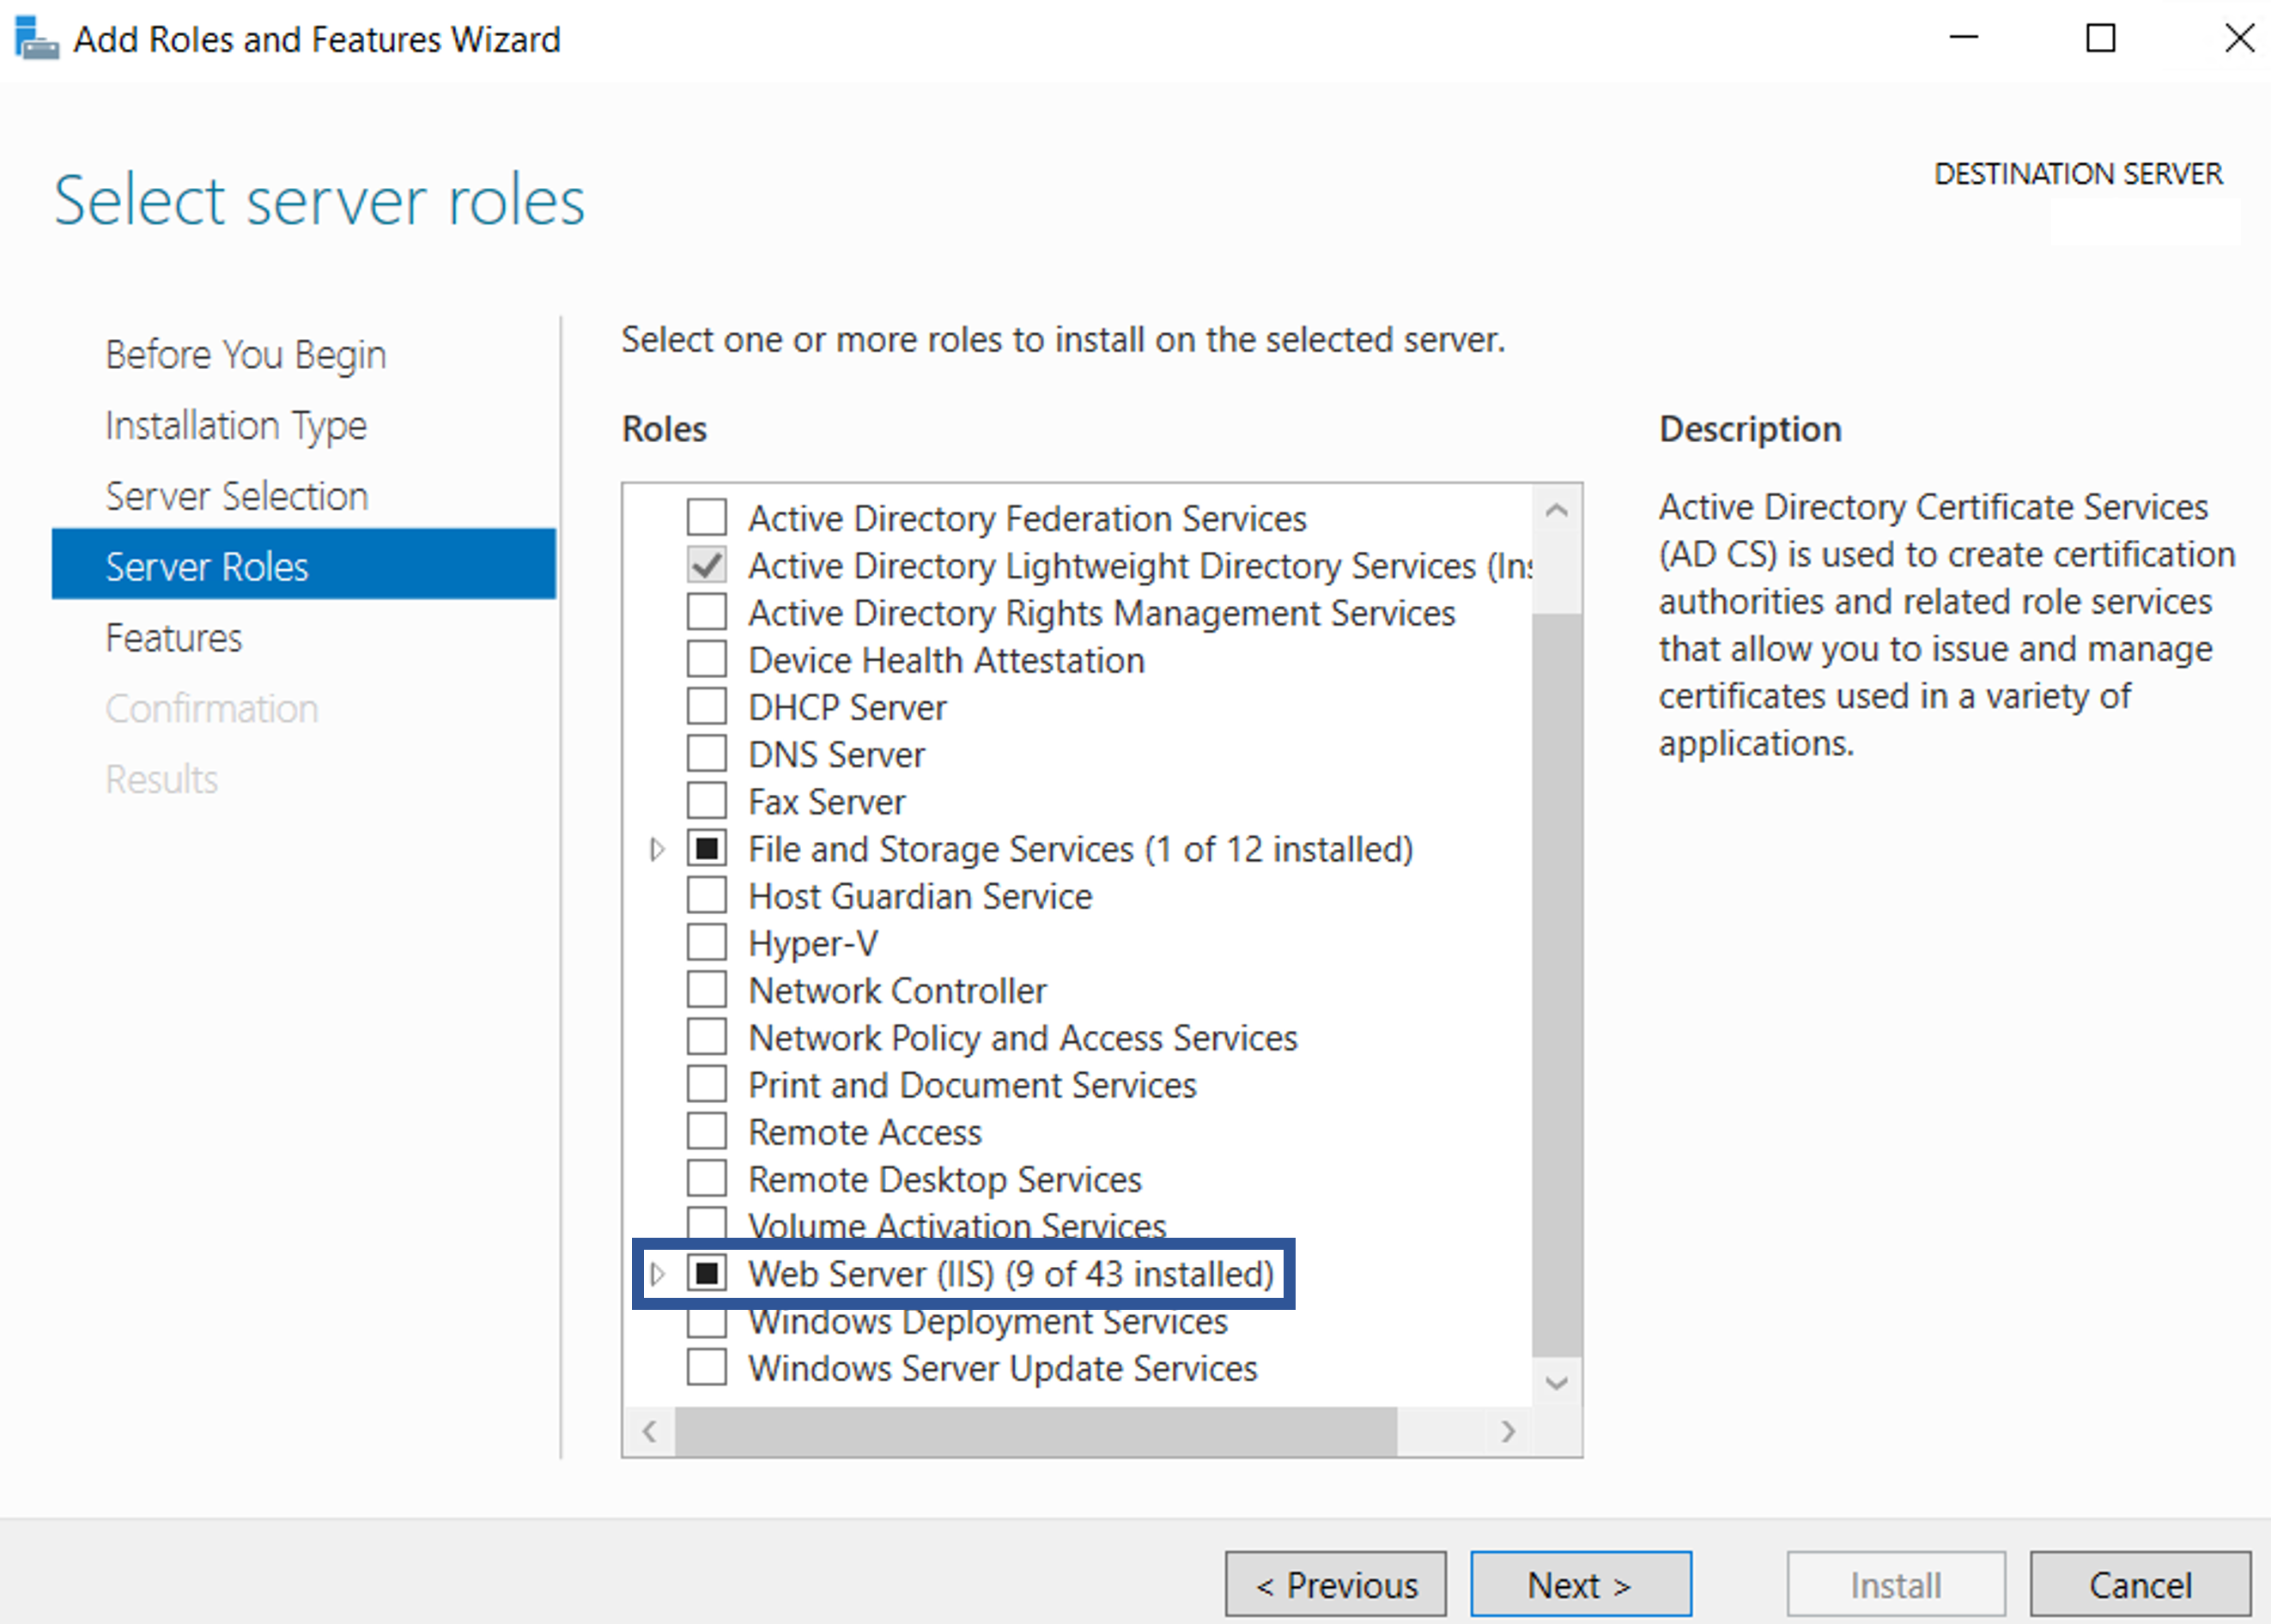 Add Roles and Features Wizard
Select server roles
DESTINATION SERVER
Before You Begin
Installation Type
Server Selection
Server Roles
Features
Confirmation
Results
Select one or more roles to install on the selected server.
Roles
Active Directory Federation Services
Active Directory Lightweight Directory Services (Ins
Active Directory Rights Management Services
Device Health Attestation
DHCP Server
DNS Server
Fax Server
File and Storage Services (1 of 12 installed)
Host Guardian Service
Hyper-V
Network Controller
Network Policy and Access Services
Print and Document Services
Remote Access
Remote Desktop Services
Volume Activation Services
Web Server (IIS) (9 of 43 installed)
Windows Deployment Services
Windows Server Update Services
Description
Active Directory Certificate Services
(AD CS) is used to create certification
authorities and related role services
that allow you to issue and manage
certificates used in a variety of
applications.
< Previous
Next >
Install
Cancel